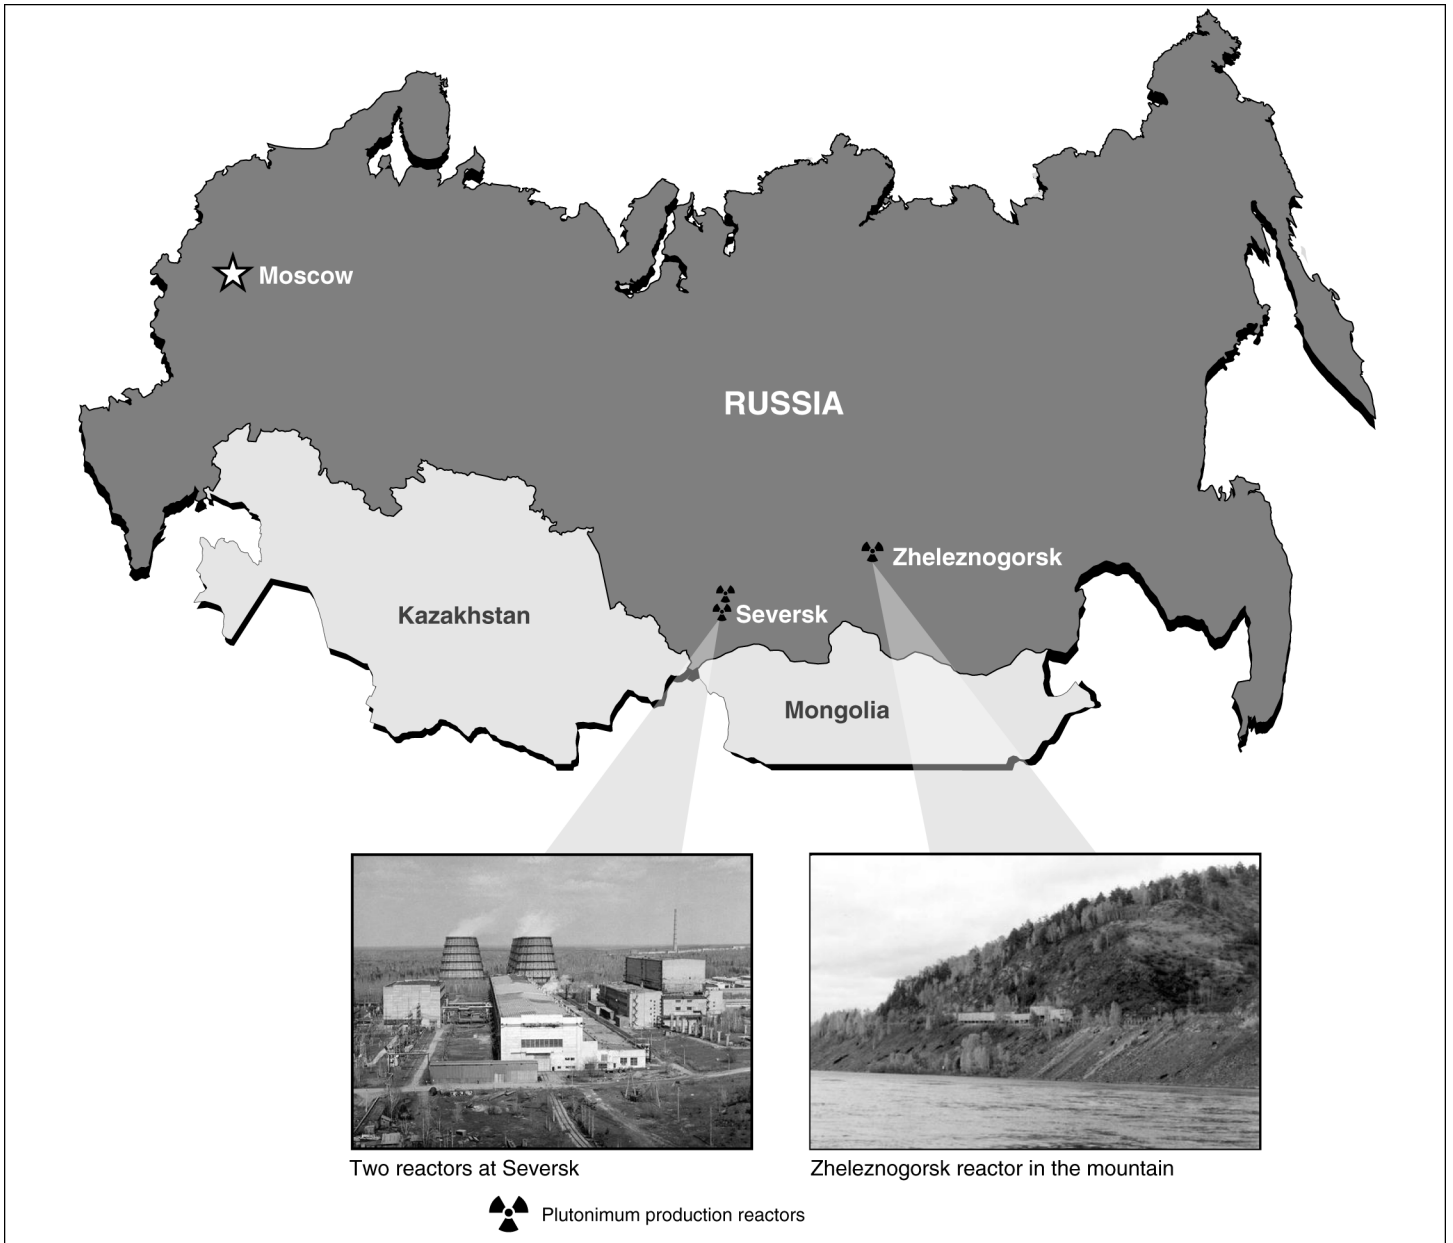 Moscow
RUSSIA
Zheleznogorsk
Seversk
Kazakhstan
Mongolia
Two reactors at Seversk
Zheleznogorsk reactor in the mountain
Plutonimum production reactors